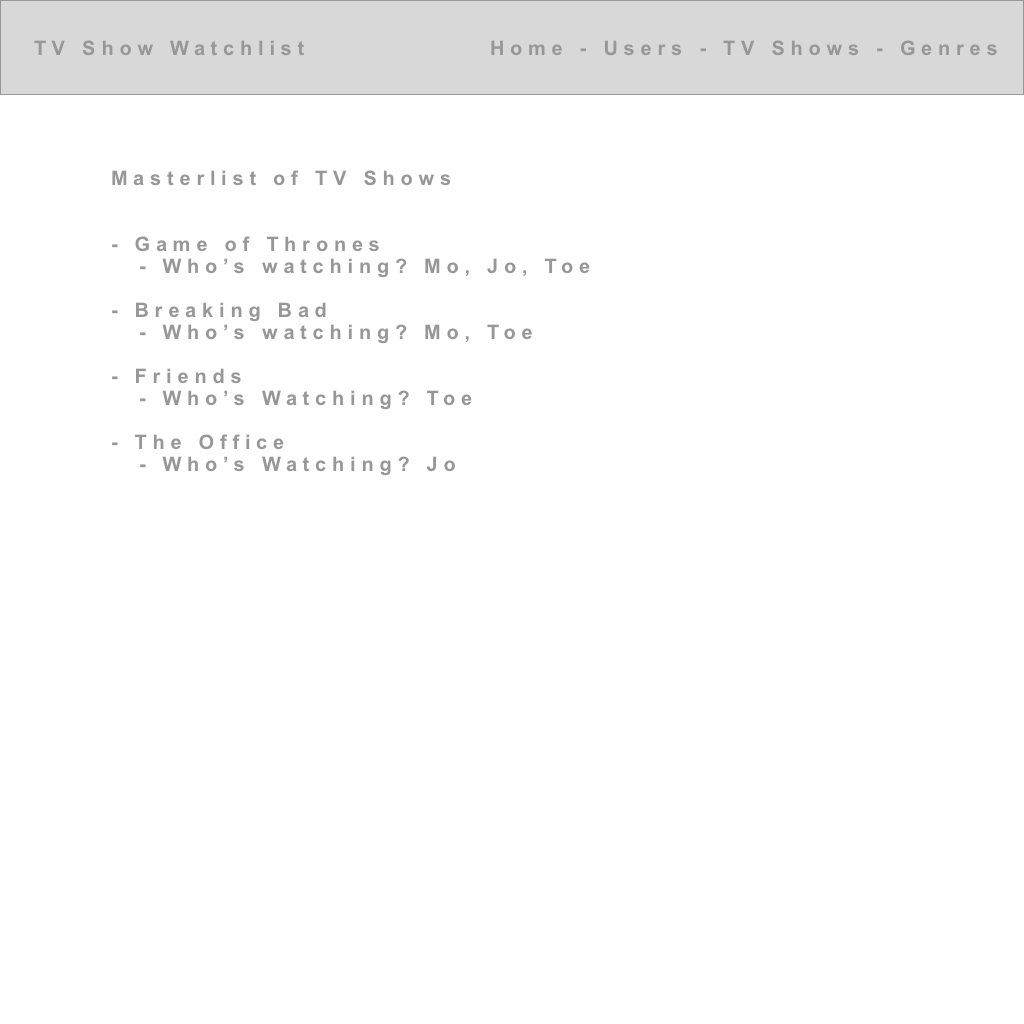 TV Show Watchlist
Home - Users - TV Shows - Genres
Masterlist of TV Shows
- Game of Thrones
- Who’s watching? Mo, Jo, Toe
- Breaking Bad
- Who’s watching? Mo, Toe
- Friends
- Who’s Watching? Toe
- The Office
- Who’s Watching? Jo